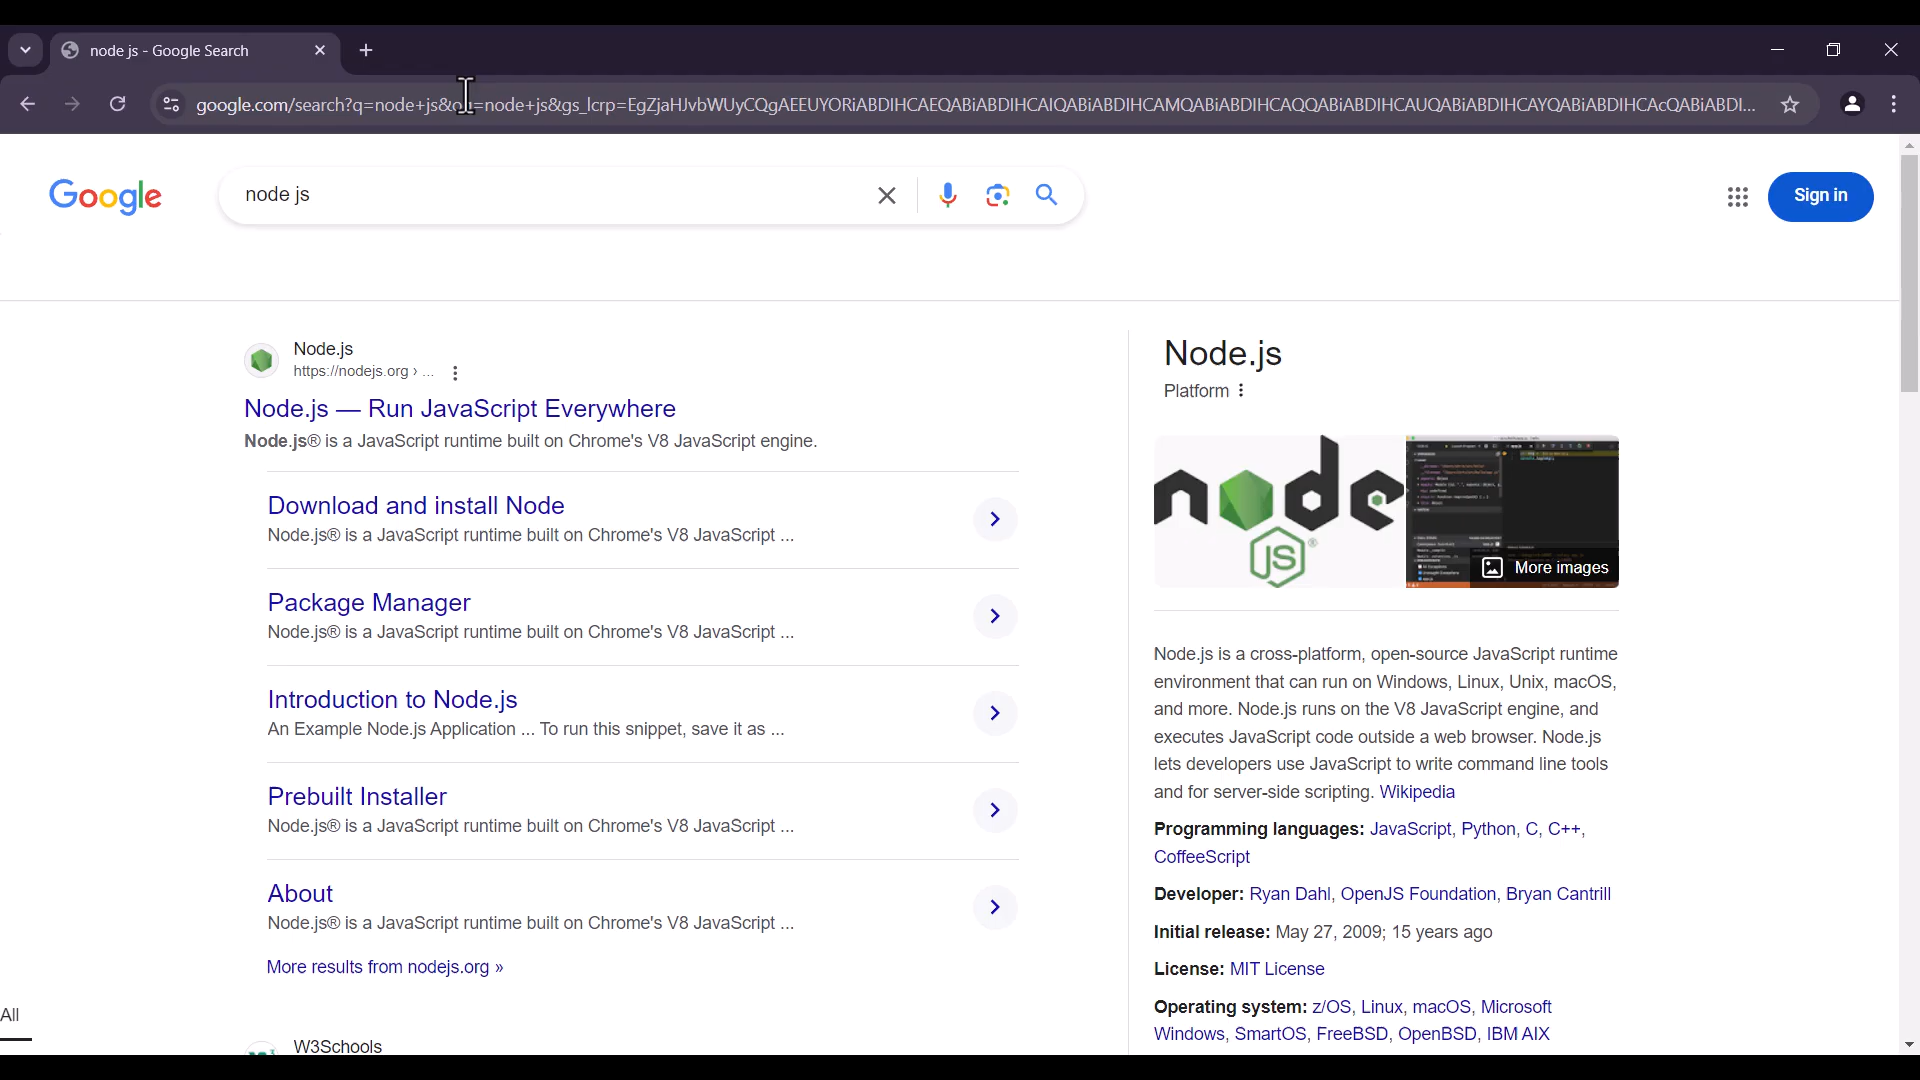 node js - Google Search
google.com/search?q=node+js&oq=node+js&gs_lcrp=EgZjaHJvbWUyCQgAEEUYORiABDIHCAEQABiABDIHCAIQABiABDIHCAMQABiABDIHCAQQABiABDIHCAUQABiABDIHCAYQABiABDIHCAcQABiABDI...
Google
node js
Sign in
Node.js
https://nodejs.org › ...
Node.js — Run JavaScript Everywhere
Node.js® is a JavaScript runtime built on Chrome's V8 JavaScript engine.
Download and install Node
Node.js® is a JavaScript runtime built on Chrome's V8 JavaScript ...
Package Manager
Node.js® is a JavaScript runtime built on Chrome's V8 JavaScript ...
Introduction to Node.js
An Example Node.js Application ... To run this snippet, save it as ...
Prebuilt Installer
Node.js® is a JavaScript runtime built on Chrome's V8 JavaScript ...
About
Node.js® is a JavaScript runtime built on Chrome's V8 JavaScript ...
More results from nodejs.org »
All
W3Schools
Node.js
Platform
node
JS®
More images
Node.js is a cross-platform, open-source JavaScript runtime
environment that can run on Windows, Linux, Unix, macOS,
and more. Node.js runs on the V8 JavaScript engine, and
executes JavaScript code outside a web browser. Node.js
lets developers use JavaScript to write command line tools
and for server-side scripting. Wikipedia
Programming languages: JavaScript, Python, C, C++,
CoffeeScript
Developer: Ryan Dahl, OpenJS Foundation, Bryan Cantrill
Initial release: May 27, 2009; 15 years ago
License: MIT License
Operating system: z/OS, Linux, macOS, Microsoft
Windows, SmartOS, FreeBSD, OpenBSD, IBM AIX